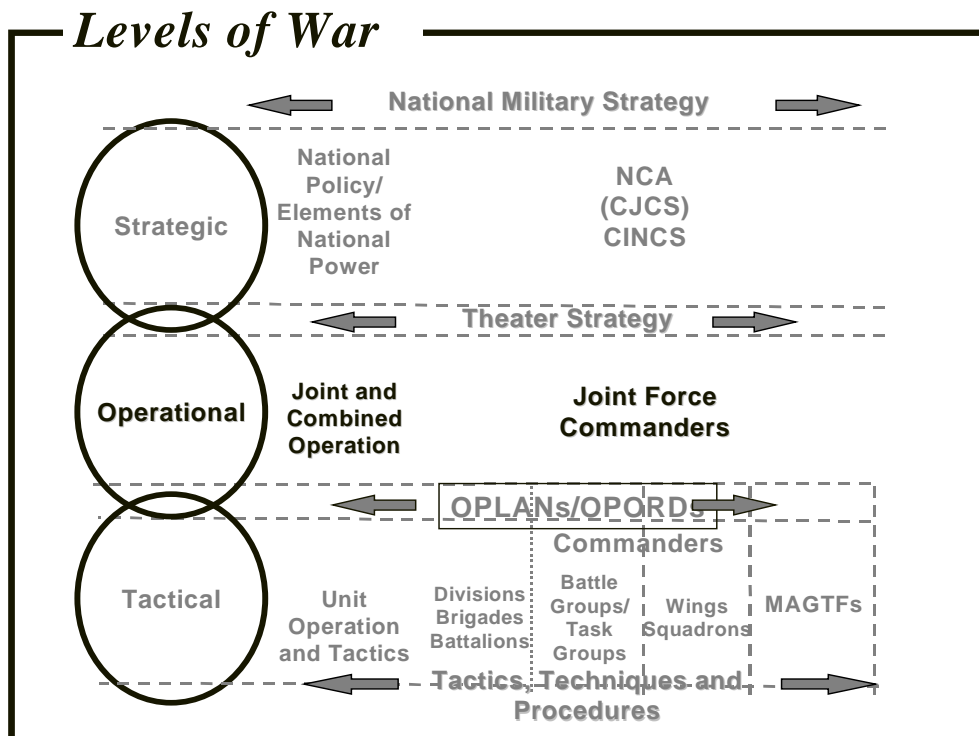 Levels of War
National Military Strategy
Strategic
National
Policy/
Elements of
National
Power
NCA
(CJCS)
CINCS
Theater Strategy
Operational
Joint and
Combined
Operation
Joint Force
Commanders
OPLANs/OPORDs
Commanders
Tactical
Unit
Operation
and Tactics
Divisions
Brigades
Battalions
Battle
Groups/
Task
Groups
Wings
Squadrons
MAGTFs
Tactics, Techniques and
Procedures